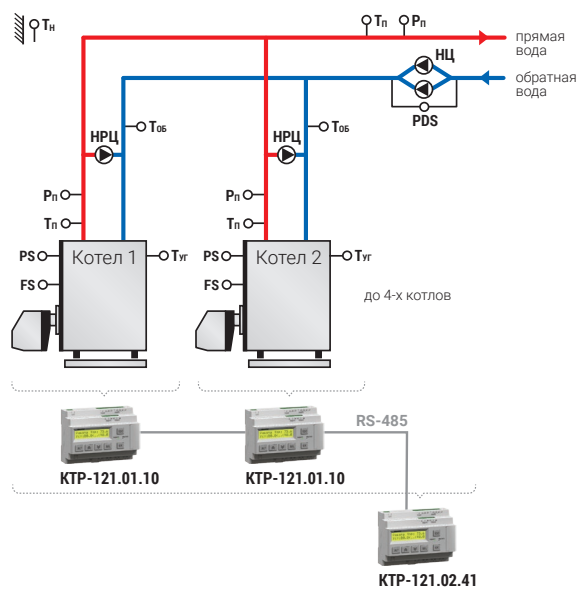 Tн
Tп Pп
прямая
вода
НЦ
обратная
вода
PDS
НРЦ Tоб
НРЦ Tоб
Pп
Pп
Tп
Tп
PS Котел 1 Tуг
PS Котел 2 Tуг
FS
FS
до 4-х котлов
RS-485
КТР-121.01.10
КТР-121.01.10
КТР-121.02.41